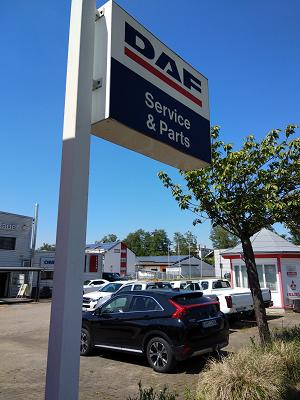 DAF
Service
& Parts